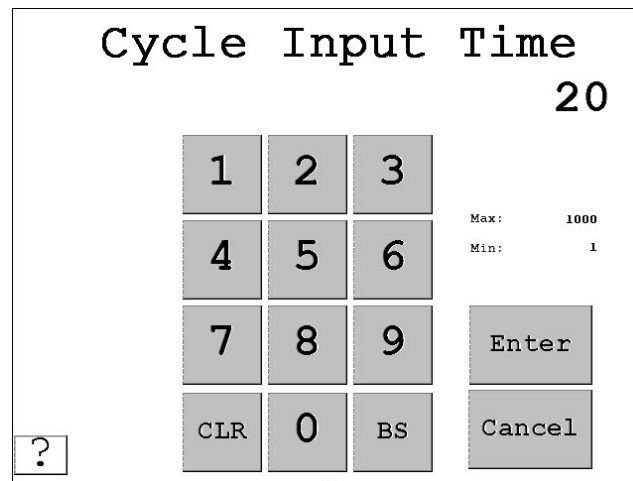 Cycle Input Time
20
1 2 3
Max: 1000
4 5 6
Min: 1
7 8 9 Enter
CLR 0 BS Cancel
?